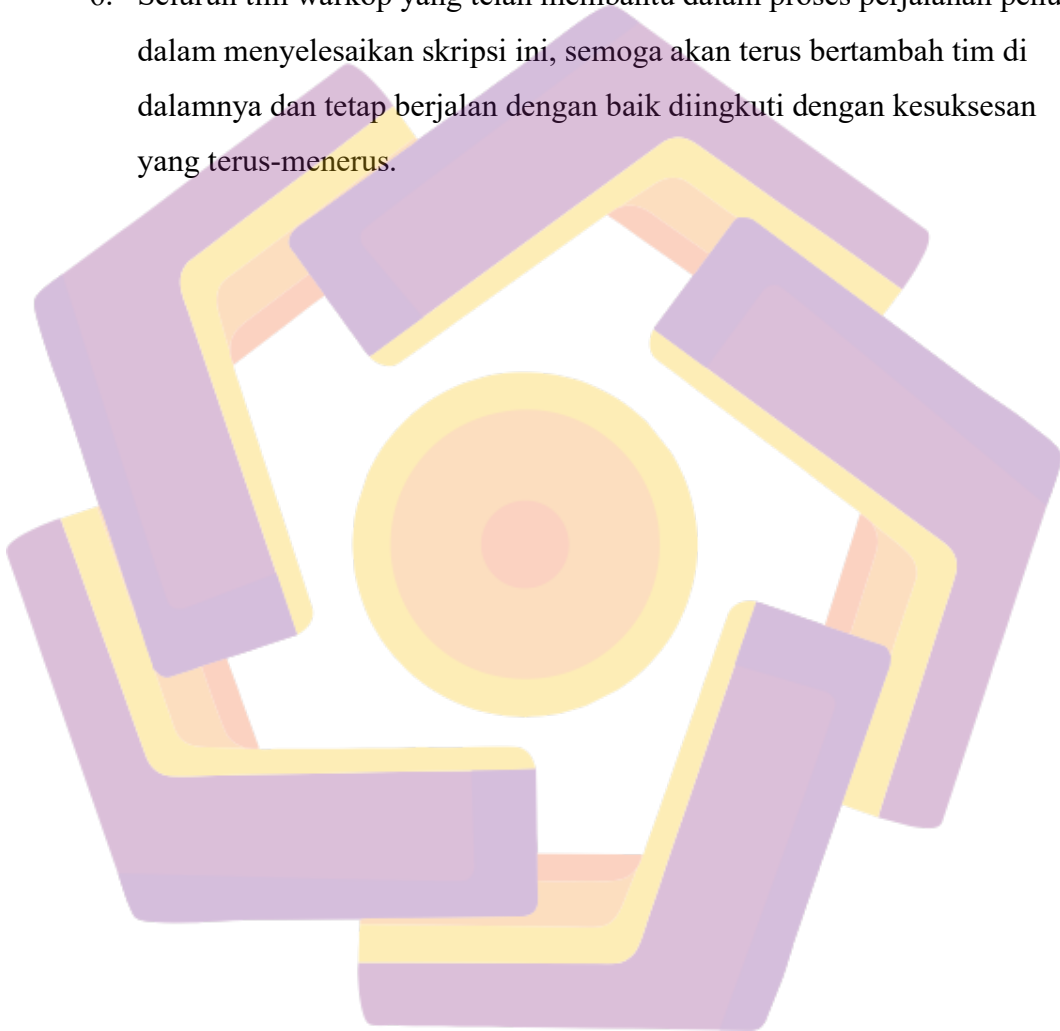 Seluruh tim warkop yang telah membantu dalam proses perjalanan
dalam menyelesaikan skripsi ini, semoga akan terus bertambah tim di
dalamnya dan tetap berjalan dengan baik diingkuti dengan kesuksesan
yang terus-menerus.